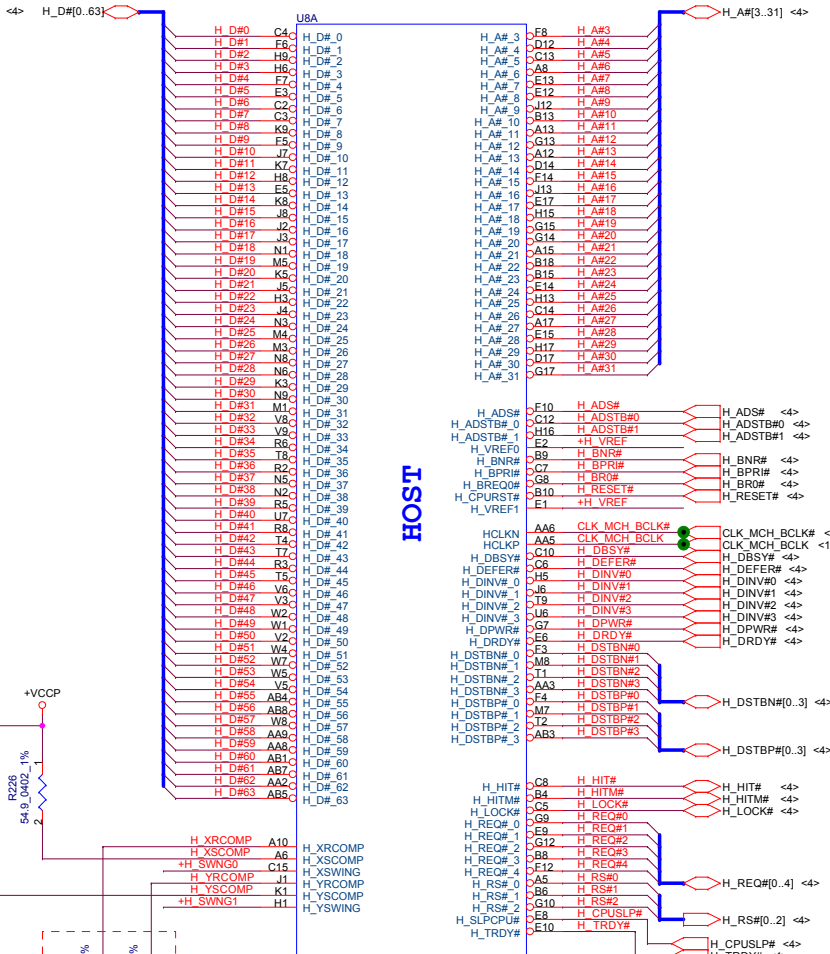 <4> H_D#[0..63]
U8A
H_A#[3..31] <4>
H_D#0 C4 H_D#_0
H_D#1 F6 H_D#_1
H_D#2 H9 H_D#_2
H_D#3 H6 H_D#_3
H_D#4 F7 H_D#_4
H_D#5 E3 H_D#_5
H_D#6 C2 H_D#_6
H_D#7 C3 H_D#_7
H_D#8 K9 H_D#_8
H_D#9 F5 H_D#_9
H_D#10 J7 H_D#_10
H_D#11 K7 H_D#_11
H_D#12 H8 H_D#_12
H_D#13 E5 H_D#_13
H_D#14 K8 H_D#_14
H_D#15 J8 H_D#_15
H_D#16 J2 H_D#_16
H_D#17 J3 H_D#_17
H_D#18 N1 H_D#_18
H_D#19 M5 H_D#_19
H_D#20 K5 H_D#_20
H_D#21 J5 H_D#_21
H_D#22 H3 H_D#_22
H_D#23 J4 H_D#_23
H_D#24 N3 H_D#_24
H_D#25 M4 H_D#_25
H_D#26 M3 H_D#_26
H_D#27 N8 H_D#_27
H_D#28 N6 H_D#_28
H_D#29 K3 H_D#_29
H_D#30 N9 H_D#_30
H_D#31 M1 H_D#_31
H_D#32 V8 H_D#_32
H_D#33 V9 H_D#_33
H_D#34 R6 H_D#_34
H_D#35 T8 H_D#_35
H_D#36 R2 H_D#_36
H_D#37 N5 H_D#_37
H_D#38 N2 H_D#_38
H_D#39 R5 H_D#_39
H_D#40 U7 H_D#_40
H_D#41 R8 H_D#_41
H_D#42 T4 H_D#_42
H_D#43 T7 H_D#_43
H_D#44 R3 H_D#_44
H_D#45 T5 H_D#_45
H_D#46 V6 H_D#_46
H_D#47 V3 H_D#_47
H_D#48 W2 H_D#_48
H_D#49 W1 H_D#_49
H_D#50 V2 H_D#_50
H_D#51 W4 H_D#_51
H_D#52 W7 H_D#_52
H_D#53 W5 H_D#_53
H_D#54 V5 H_D#_54
H_D#55 AB4 H_D#_55
H_D#56 AB8 H_D#_56
H_D#57 W8 H_D#_57
H_D#58 AA9 H_D#_58
H_D#59 AA8 H_D#_59
H_D#60 AB1 H_D#_60
H_D#61 AB7 H_D#_61
H_D#62 AA2 H_D#_62
H_D#63 AB5 H_D#_63
+VCCP
R226
54.9_0402_1%
1
2
H_XRCOMP A10 H_XRCOMP
H_XSCOMP A6 H_XSCOMP
+H_SWNG0 C15 H_XSWING
H_YRCOMP J1 H_YRCOMP
H_YSCOMP K1 H_YSCOMP
+H_SWNG1 H1 H_YSWING
%
%
HOST
H_A#_3 F8 H_A#3
H_A#_4 D12 H_A#4
H_A#_5 C13 H_A#5
H_A#_6 A8 H_A#6
H_A#_7 E13 H_A#7
H_A#_8 E12 H_A#8
H_A#_9 J12 H_A#9
H_A#_10 B13 H_A#10
H_A#_11 A13 H_A#11
H_A#_12 G13 H_A#12
H_A#_13 A12 H_A#13
H_A#_14 D14 H_A#14
H_A#_15 F14 H_A#15
H_A#_16 J13 H_A#16
H_A#_17 E17 H_A#17
H_A#_18 H15 H_A#18
H_A#_19 G15 H_A#19
H_A#_20 G14 H_A#20
H_A#_21 A15 H_A#21
H_A#_22 B18 H_A#22
H_A#_23 B15 H_A#23
H_A#_24 E14 H_A#24
H_A#_25 H13 H_A#25
H_A#_26 C14 H_A#26
H_A#_27 A17 H_A#27
H_A#_28 E15 H_A#28
H_A#_29 H17 H_A#29
H_A#_30 D17 H_A#30
H_A#_31 G17 H_A#31
H_ADS# F10 H_ADS# H_ADS# <4>
H_ADSTB#_0 C12 H_ADSTB#0 H_ADSTB#0 <4>
H_ADSTB#_1 H16 H_ADSTB#1 H_ADSTB#1 <4>
H_VREF0 E2 +H_VREF
H_BNR# B9 H_BNR# H_BNR# <4>
H_BPRI# C7 H_BPRI# H_BPRI# <4>
H_BREQ0# G8 H_BR0# H_BR0# <4>
H_CPURST# B10 H_RESET# H_RESET# <4>
H_VREF1 E1 +H_VREF
HCLKN AA6 CLK_MCH_BCLK# CLK_MCH_BCLK# <
HCLKP AA5 CLK_MCH_BCLK CLK_MCH_BCLK <1
H_DBSY# C10 H_DBSY# H_DBSY# <4>
H_DEFER# C6 H_DEFER# H_DEFER# <4>
H_DINV#_0 H5 H_DINV#0 H_DINV#0 <4>
H_DINV#_1 J6 H_DINV#1 H_DINV#1 <4>
H_DINV#_2 T9 H_DINV#2 H_DINV#2 <4>
H_DINV#_3 U6 H_DINV#3 H_DINV#3 <4>
H_DPWR# G7 H_DPWR# H_DPWR# <4>
H_DRDY# E6 H_DRDY# H_DRDY# <4>
H_DSTBN#_0 F3 H_DSTBN#0
H_DSTBN#_1 M8 H_DSTBN#1
H_DSTBN#_2 T1 H_DSTBN#2
H_DSTBN#_3 AA3 H_DSTBN#3
H_DSTBN#[0..3] <4>
H_DSTBP#_0 F4 H_DSTBP#0
H_DSTBP#_1 M7 H_DSTBP#1
H_DSTBP#_2 T2 H_DSTBP#2
H_DSTBP#_3 AB3 H_DSTBP#3
H_DSTBP#[0..3] <4>
H_HIT# C8 H_HIT# H_HIT# <4>
H_HITM# B4 H_HITM# H_HITM# <4>
H_LOCK# C5 H_LOCK# H_LOCK# <4>
H_REQ#_0 G9 H_REQ#0
H_REQ#_1 E9 H_REQ#1
H_REQ#_2 G12 H_REQ#2
H_REQ#_3 B8 H_REQ#3
H_REQ#_4 F12 H_REQ#4
H_REQ#[0..4] <4>
H_RS#_0 A5 H_RS#0
H_RS#_1 B6 H_RS#1
H_RS#_2 G10 H_RS#2
H_RS#[0..2] <4>
H_SLPCPU# E8 H_CPUSLP#
H_TRDY# E10 H_TRDY#
H_CPUSLP# <4>